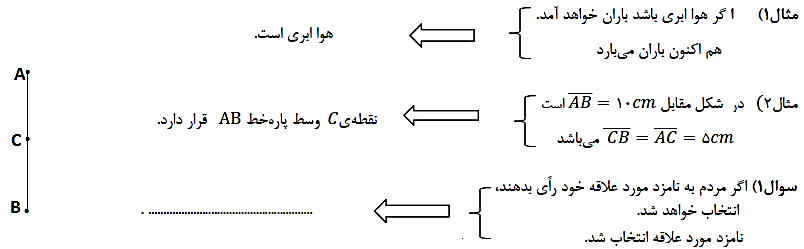 مثال۱) اگر هوا ابری باشد باران خواهد آمد.
هم اکنون باران می‌بارد
هوا ابری است.
مثال۲) در شکل مقابل AB = ۱۰cm است
CB = AC = ۵cm می‌باشد
نقطه‌ی C وسط پاره‌خط AB قرار دارد.
سوال۱) اگر مردم به نامزد مورد علاقه خود رأی بدهند،
انتخاب خواهد شد.
نامزد مورد علاقه انتخاب شد.
..................................................
A
C
B